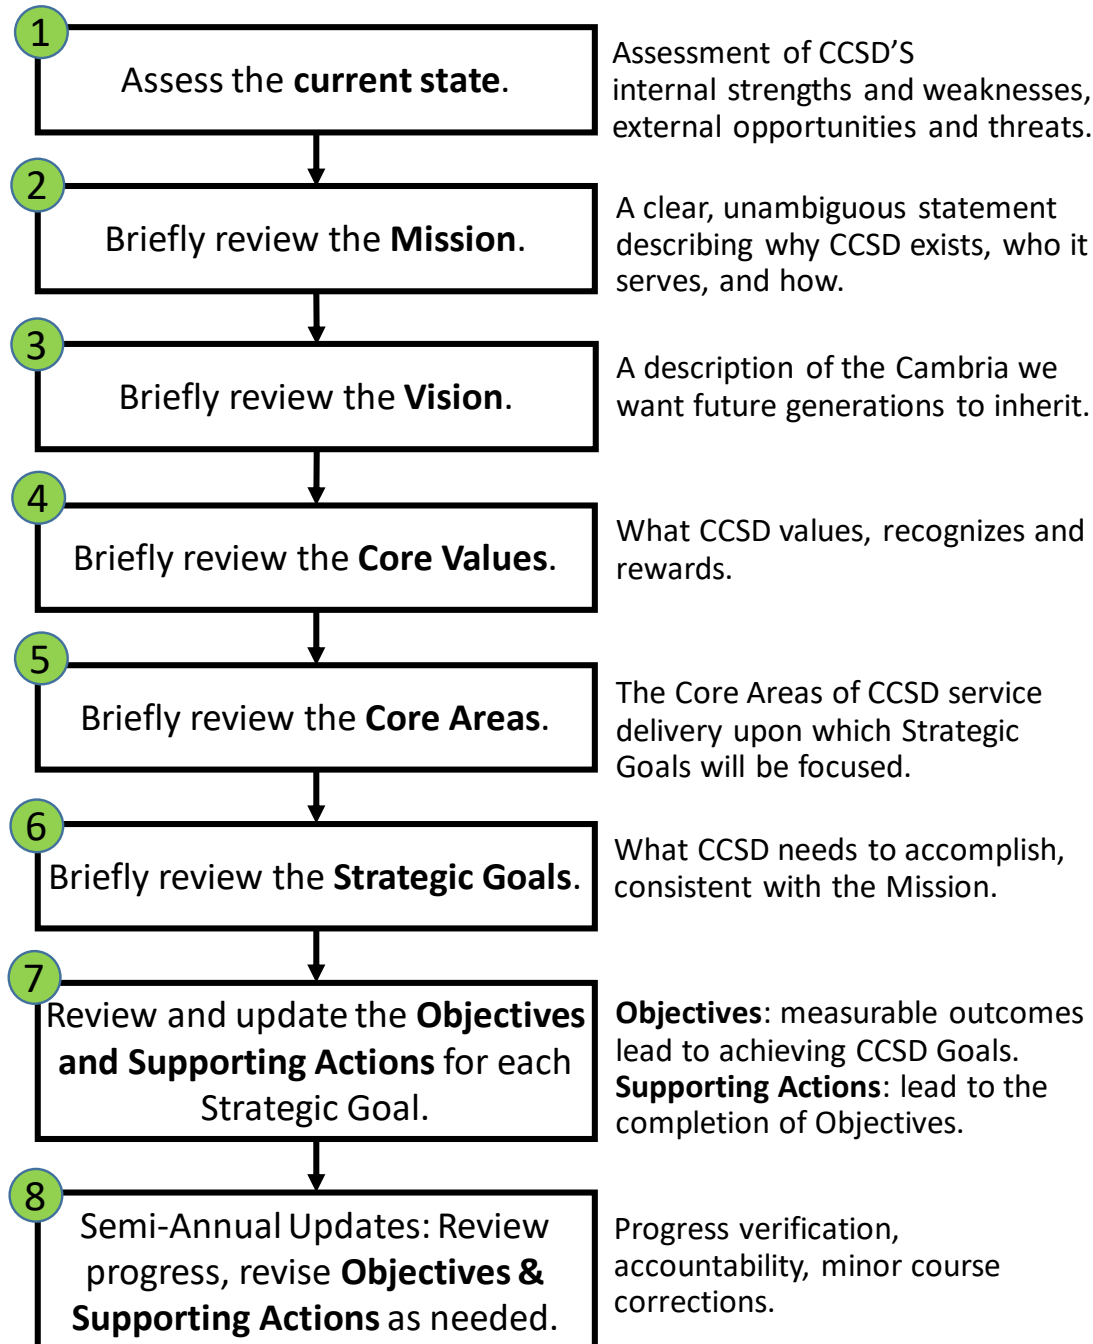 1
Assess the current state.
Assessment of CCSD’S
internal strengths and weaknesses,
external opportunities and threats.
2
Briefly review the Mission.
A clear, unambiguous statement
describing why CCSD exists, who it
serves, and how.
3
Briefly review the Vision.
A description of the Cambria we
want future generations to inherit.
4
Briefly review the Core Values.
What CCSD values, recognizes and
rewards.
5
Briefly review the Core Areas.
The Core Areas of CCSD service
delivery upon which Strategic
Goals will be focused.
6
Briefly review the Strategic Goals.
What CCSD needs to accomplish,
consistent with the Mission.
7
Review and update the Objectives
and Supporting Actions for each
Strategic Goal.
Objectives: measurable outcomes
lead to achieving CCSD Goals.
Supporting Actions: lead to the
completion of Objectives.
8
Semi-Annual Updates: Review
progress, revise Objectives &
Supporting Actions as needed.
Progress verification,
accountability, minor course
corrections.